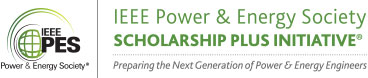 IEEE
PES
Power & Energy Society®
IEEE Power & Energy Society
SCHOLARSHIP PLUS INITIATIVE®
Preparing the Next Generation of Power & Energy Engineers